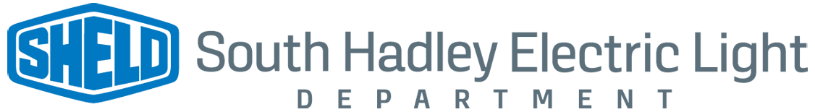 SHELD
South Hadley Electric Light
DEPARTMENT